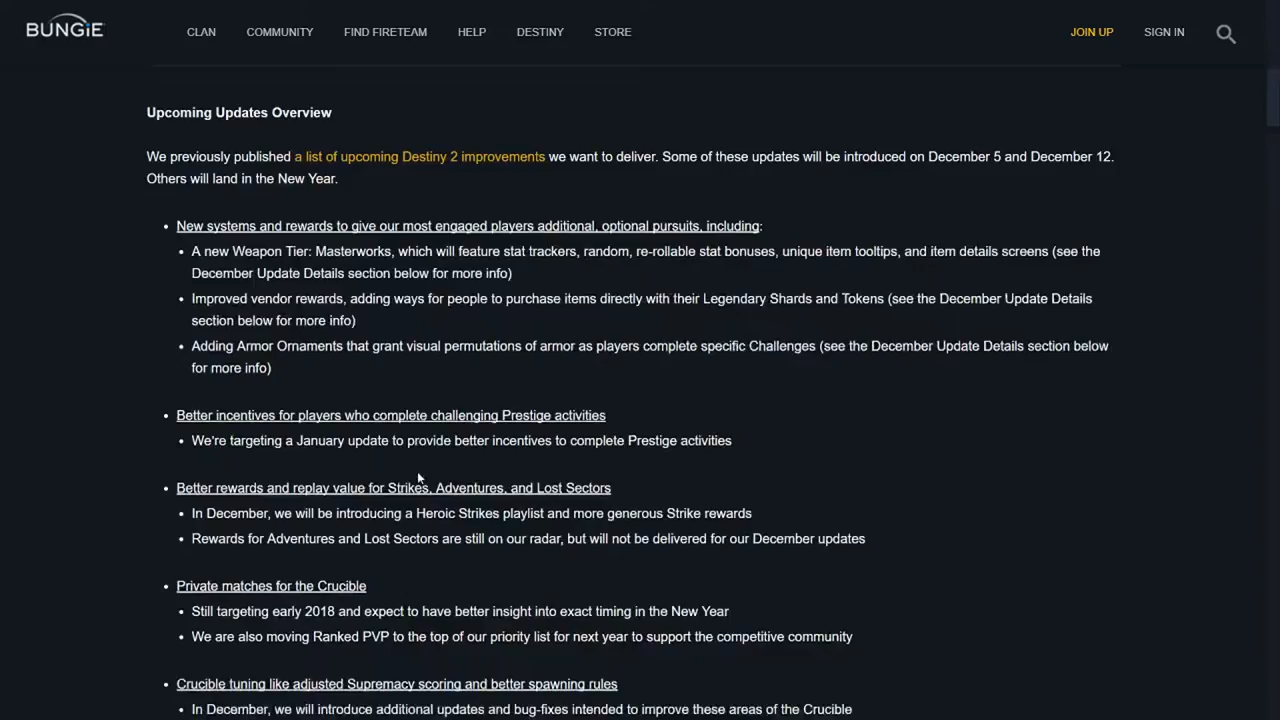 BUNGiE
CLAN COMMUNITY FIND FIRETEAM HELP DESTINY STORE JOIN UP SIGN IN
Upcoming Updates Overview
We previously published a list of upcoming Destiny 2 improvements we want to deliver. Some of these updates will be introduced on December 5 and December 12.
Others will land in the New Year.
• New systems and rewards to give our most engaged players additional, optional pursuits, including:
• A new Weapon Tier: Masterworks, which will feature stat trackers, random, re-rollable stat bonuses, unique item tooltips, and item details screens (see the
December Update Details section below for more info)
• Improved vendor rewards, adding ways for people to purchase items directly with their Legendary Shards and Tokens (see the December Update Details
section below for more info)
• Adding Armor Ornaments that grant visual permutations of armor as players complete specific Challenges (see the December Update Details section below
for more info)
• Better incentives for players who complete challenging Prestige activities
• We're targeting a January update to provide better incentives to complete Prestige activities
• Better rewards and replay value for Strikes, Adventures, and Lost Sectors
• In December, we will be introducing a Heroic Strikes playlist and more generous Strike rewards
• Rewards for Adventures and Lost Sectors are still on our radar, but will not be delivered for our December updates
• Private matches for the Crucible
• Still targeting early 2018 and expect to have better insight into exact timing in the New Year
• We are also moving Ranked PVP to the top of our priority list for next year to support the competitive community
• Crucible tuning like adjusted Supremacy scoring and better spawning rules
• In December, we will introduce additional updates and bug-fixes intended to improve these areas of the Crucible